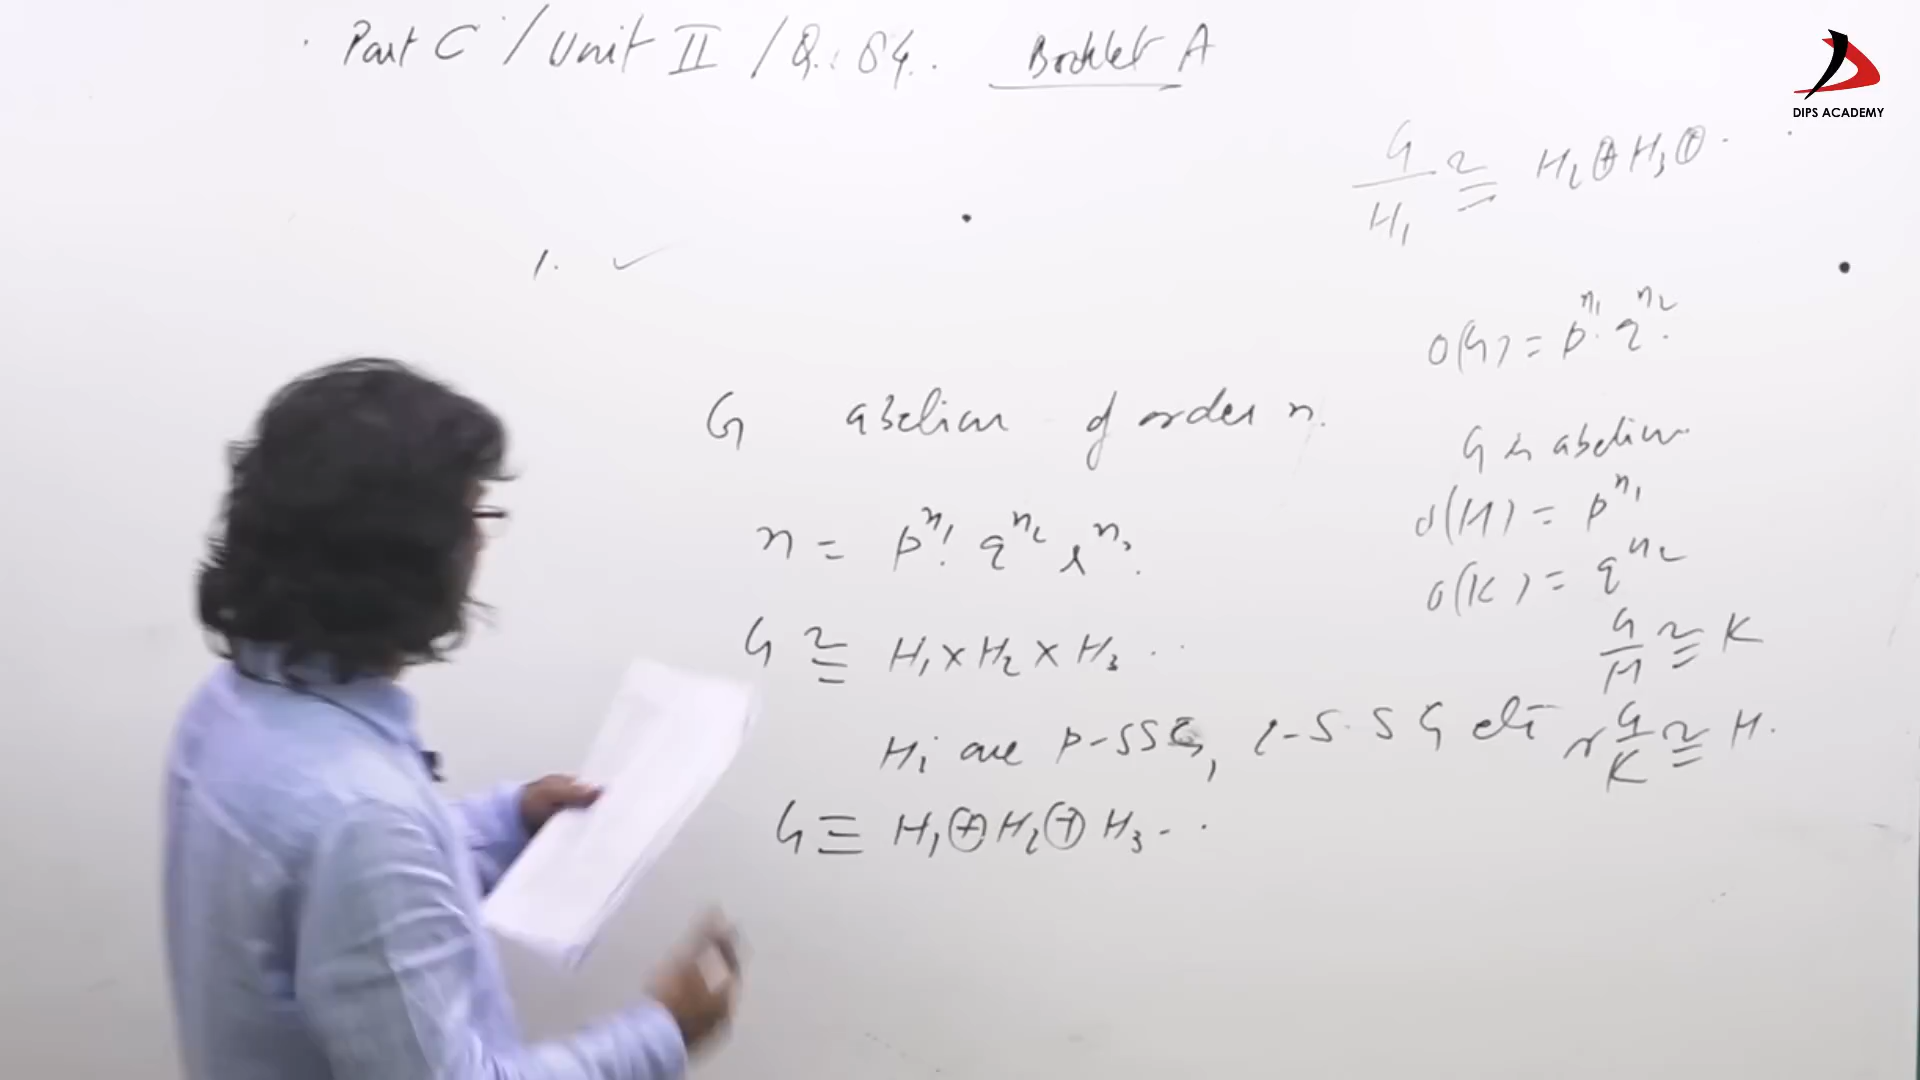 Part C / Unit II / Q. 84. Booklet A
DIPS ACADEMY
G/H₁ ≅ H₂ ⊕ H₃ ⊕ ..
1. ✓
O(G) = p^n₁ . q^n₂ .
G abelian of order n.
G is abelian.
n = p^n₁ . q^n₂ r^n₃ .
O(H) = p^n₁
O(K) = q^n₂
G ≅ H₁ × H₂ × H₃ ..
G/H ≅ K
Hi are p-SSG, q-S.S G etc
G/K ≅ H.
G ≡ H₁ ⊕ H₂ ⊕ H₃ - ..